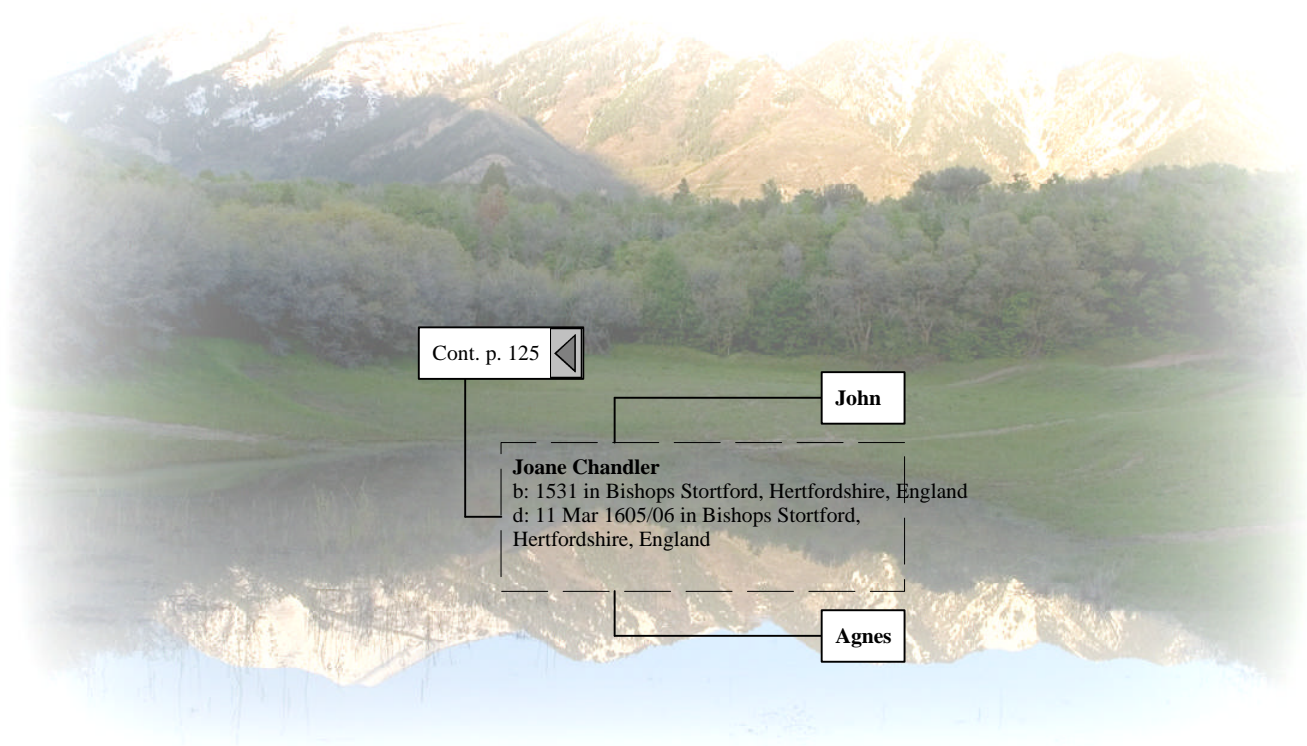 Cont. p. 125
John
Joane Chandler
b: 1531 in Bishops Stortford, Hertfordshire, England
d: 11 Mar 1605/06 in Bishops Stortford,
Hertfordshire, England
Agnes